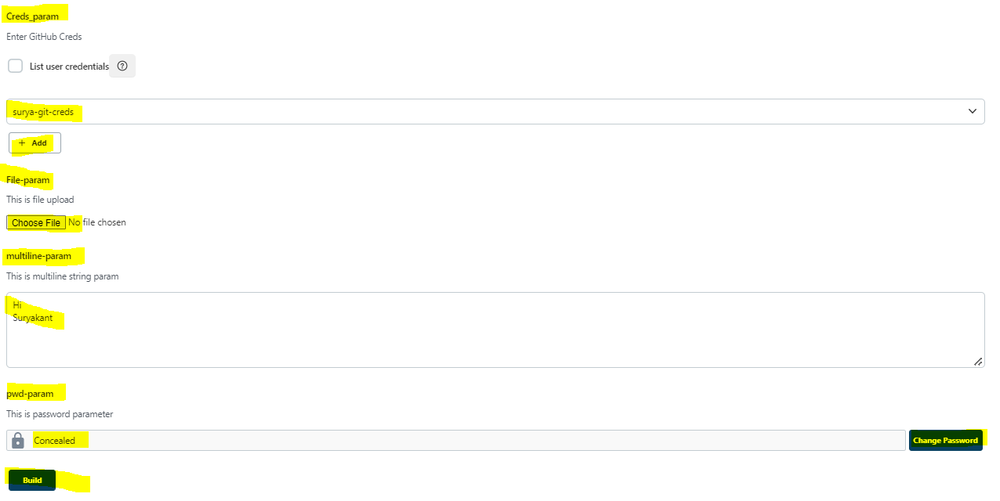 Creds_param
Enter GitHub Creds
List user credentials ?
surya-git-creds
+ Add
File-param
This is file upload
Choose File No file chosen
multiline-param
This is multiline string param
Hi
Suryakant
pwd-param
This is password parameter
Concealed
Change Password
Build